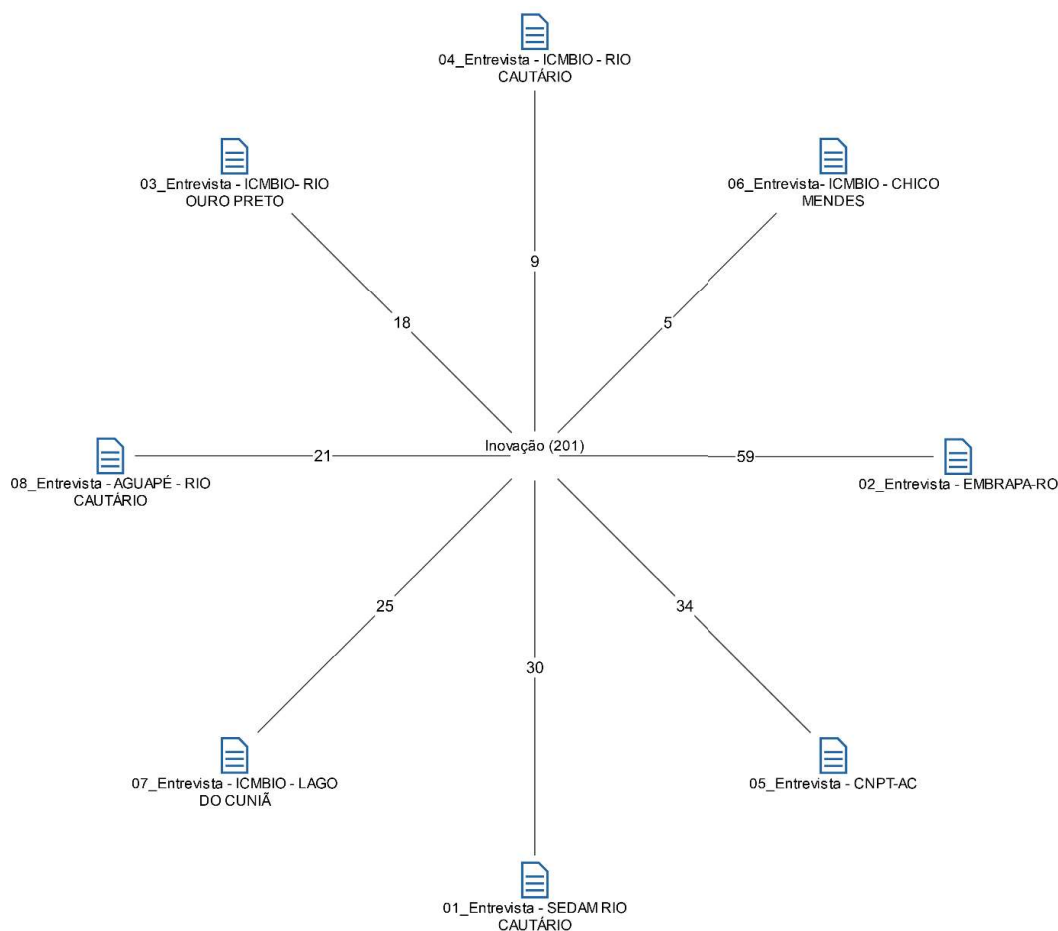 04_Entrevista - ICMBIO - RIO
CAUTÁRIO
03_Entrevista - ICMBIO- RIO
OURO PRETO
06_Entrevista- ICMBIO - CHICO
MENDES
9
18
5
Inovação (201)
21
59
08_Entrevista - AGUAPÉ - RIO
CAUTÁRIO
02_Entrevista - EMBRAPA-RO
25
34
30
07_Entrevista - ICMBIO - LAGO
DO CUNIÃ
05_Entrevista - CNPT-AC
01_Entrevista - SEDAM RIO
CAUTÁRIO